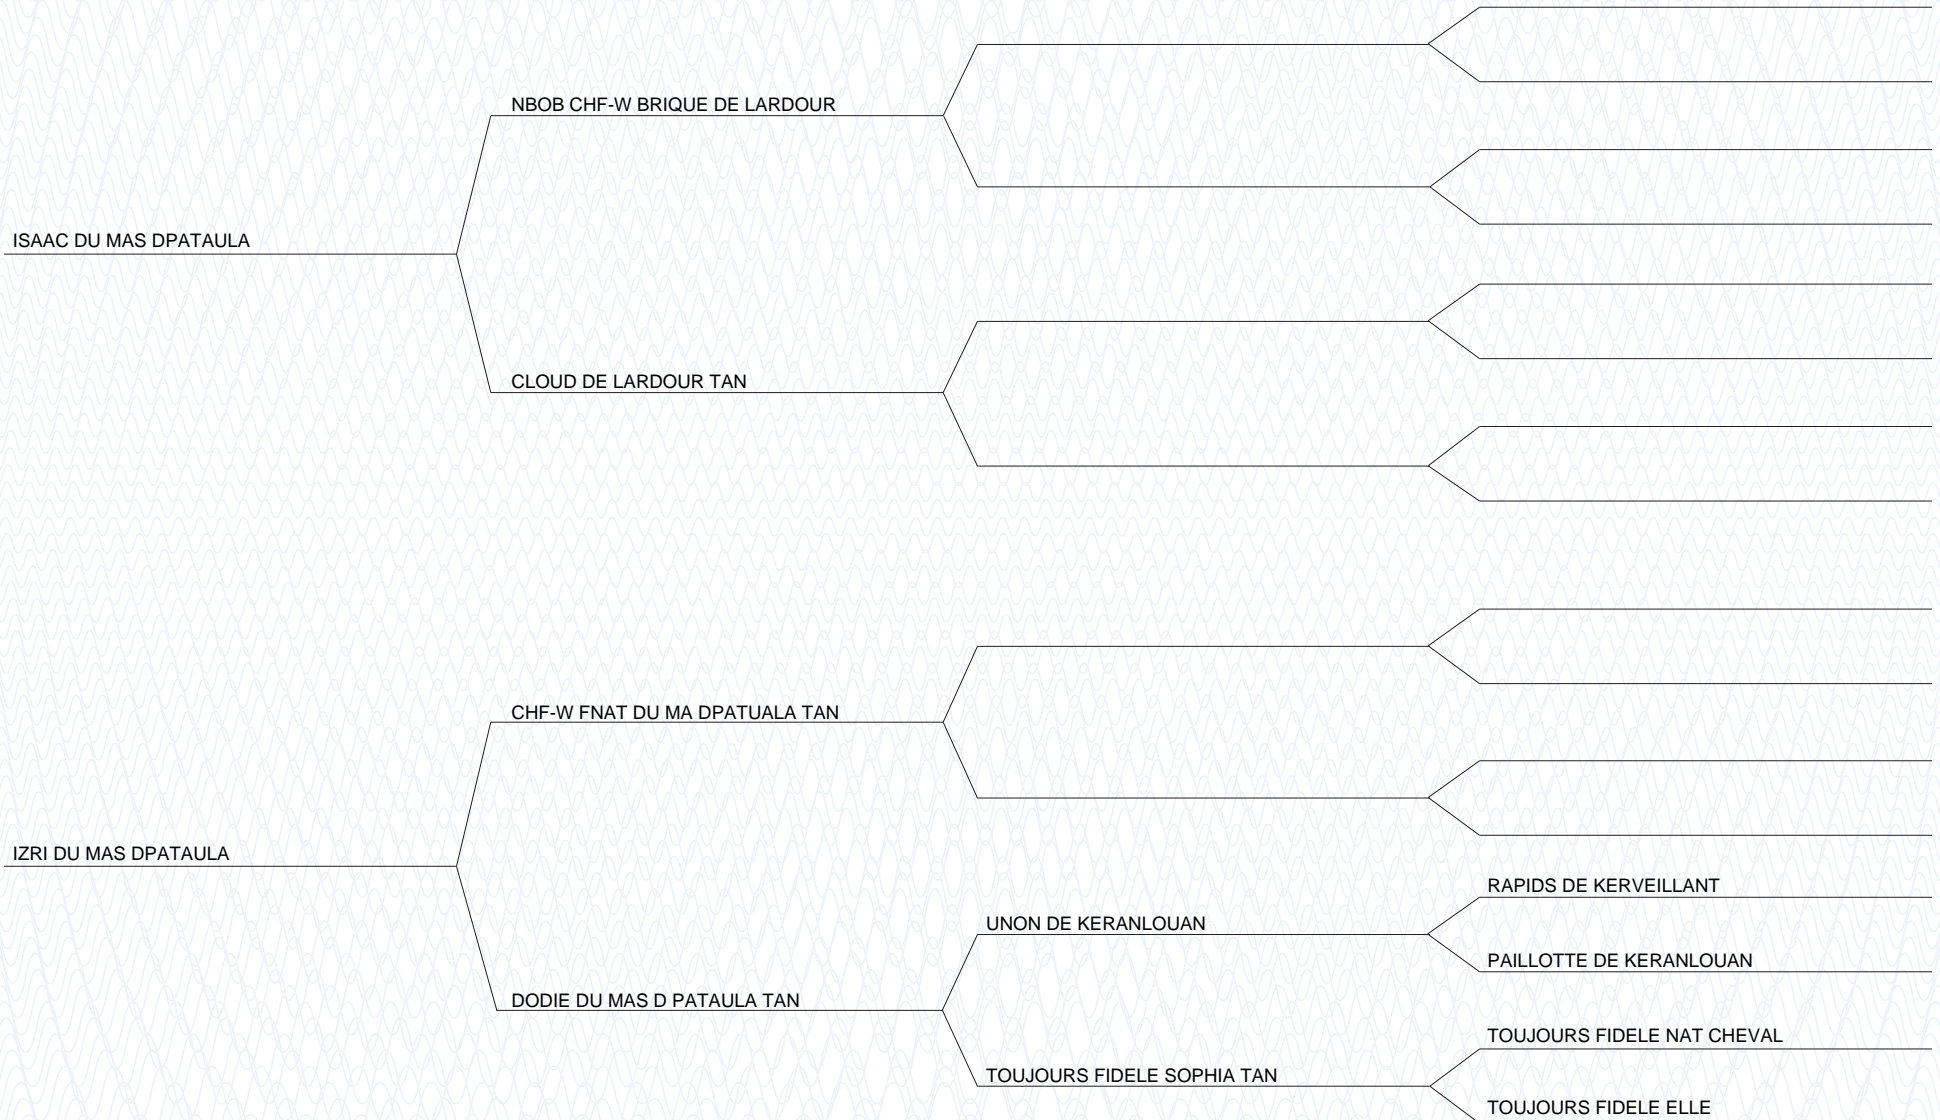 NBOB CHF-W BRIQUE DE LARDOUR
ISAAC DU MAS DPATAULA
CLOUD DE LARDOUR TAN
CHF-W FNAT DU MA DPATUALA TAN
IZRI DU MAS DPATAULA
RAPIDS DE KERVEILLANT
UNON DE KERANLOUAN
PAILLOTTE DE KERANLOUAN
DODIE DU MAS D PATAULA TAN
TOUJOURS FIDELE NAT CHEVAL
TOUJOURS FIDELE SOPHIA TAN
TOUJOURS FIDELE ELLE